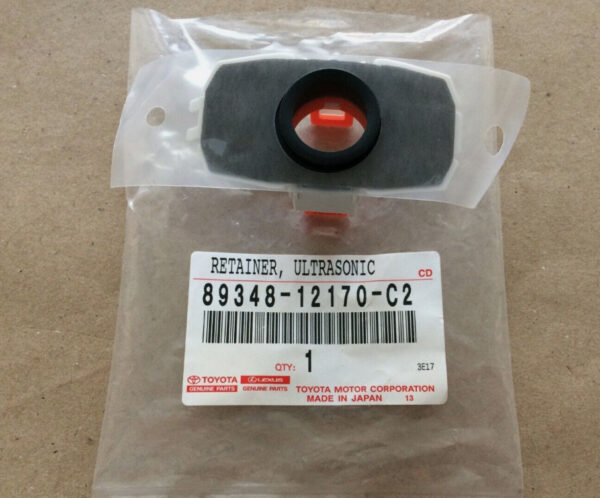 RETAINER, ULTRASONIC
CD
89348-12170-C2
QTY: 1
3E17
TOYOTA LEXUS TOYOTA MOTOR CORPORATION
GENUINE PARTS GENUINE PARTS MADE IN JAPAN 13